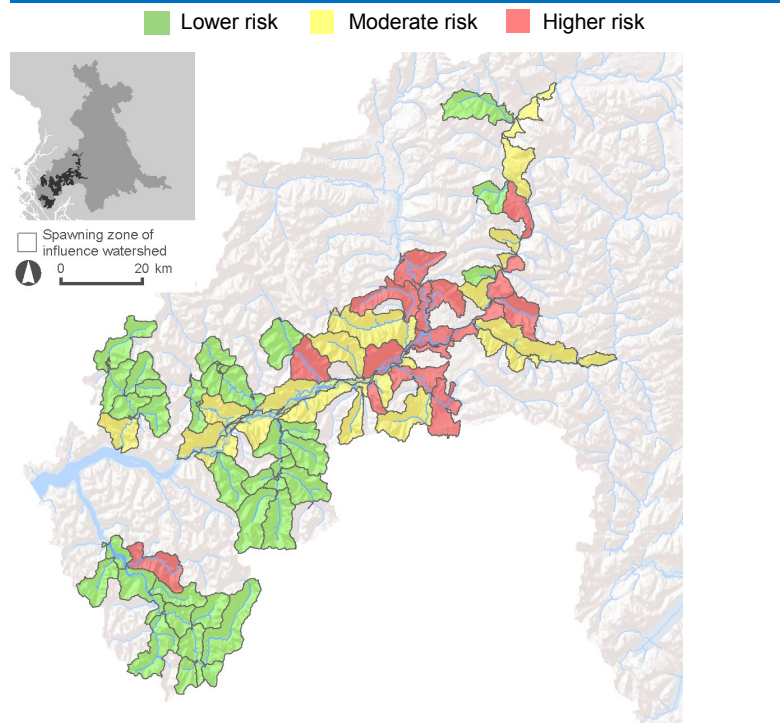 Lower risk Moderate risk Higher risk
Spawning zone of
influence watershed
0 20 km